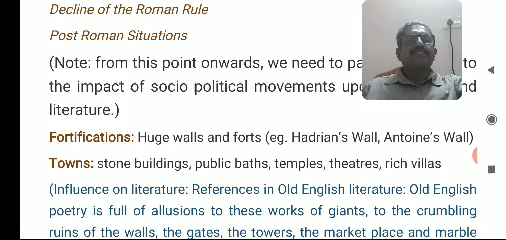 Decline of the Roman Rule
Post Roman Situations
(Note: from this point onwards, we need to pa to
the impact of socio political movements up nd
literature.)
Fortifications: Huge walls and forts (eg. Hadrian's Wall, Antoine's Wall)
Towns: stone buildings, public baths, temples, theatres, rich villas
(Influence on literature: References in Old English literature: Old English
poetry is full of allusions to these works of giants, to the crumbling
ruins of the walls, the gates, the towers, the market place and marble